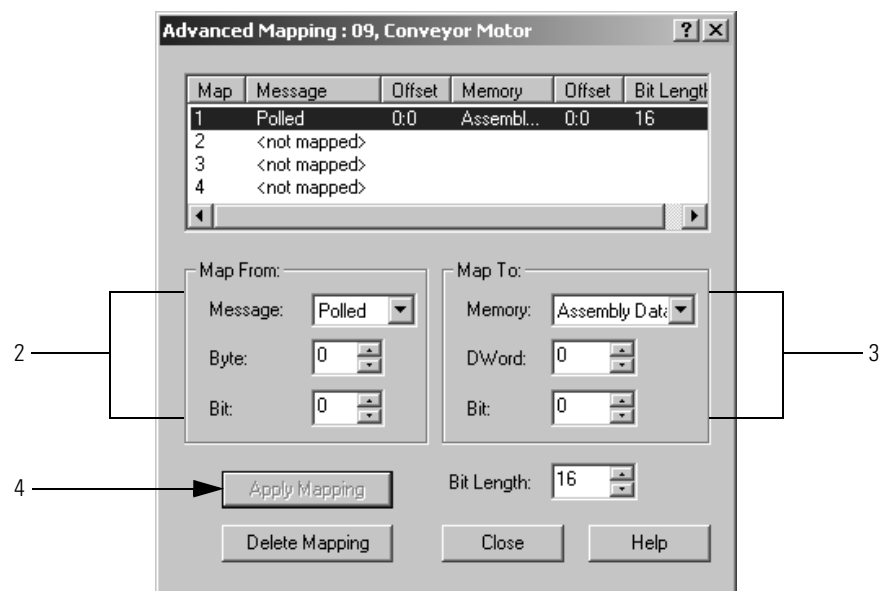 Advanced Mapping : 09, Conveyor Motor
Map Message Offset Memory Offset Bit Length
1 Polled 0:0 Assembl... 0:0 16
2 <not mapped>
3 <not mapped>
4 <not mapped>
Map From: Map To:
Message: Polled Memory: Assembly Data
2 Byte: 0 DWord: 0 3
Bit: 0 Bit: 0
4 Apply Mapping Bit Length: 16
Delete Mapping Close Help